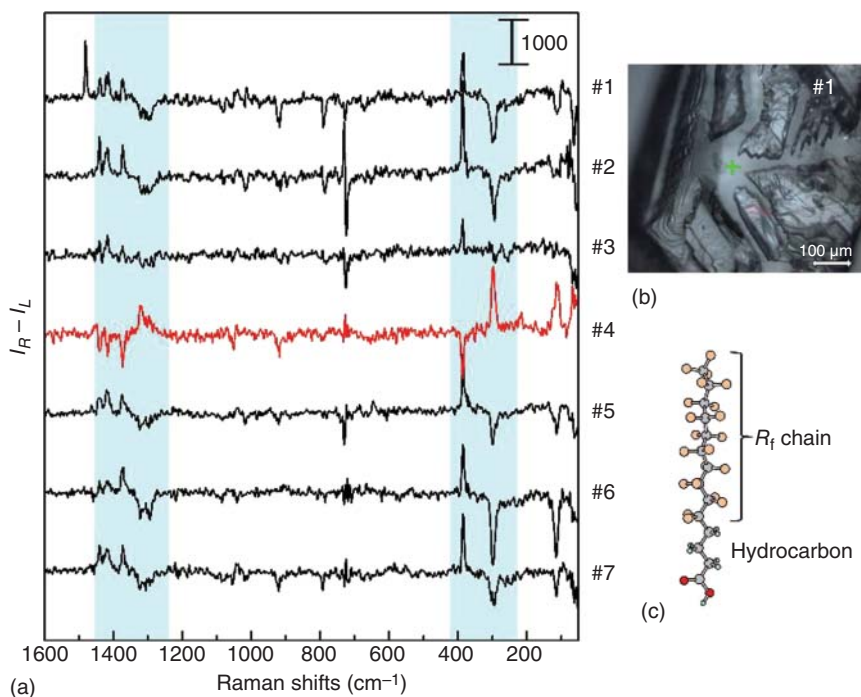 1000
#1
#2
#3
#4
#5
#6
#7
I_R – I_L
1600 1400 1200 1000 800 600 400 200
Raman shifts (cm⁻¹)
(a)
#1
100 µm
(b)
R_f chain
Hydrocarbon
(c)